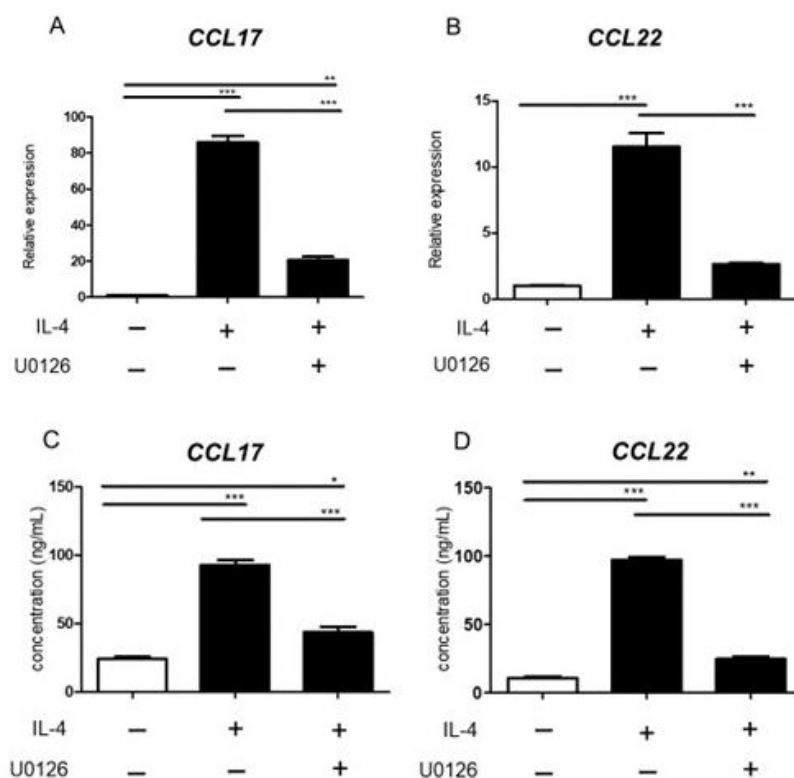 A
CCL17
**
***
***
Relative expression
100
80
60
40
20
0
IL-4 − + +
U0126 − − +
B
CCL22
***
***
Relative expression
15
10
5
0
IL-4 − + +
U0126 − − +
C
CCL17
*
***
***
concentration (ng/mL)
150
100
50
0
IL-4 − + +
U0126 − − +
D
CCL22
**
***
***
concentration (ng/mL)
150
100
50
0
IL-4 − + +
U0126 − − +